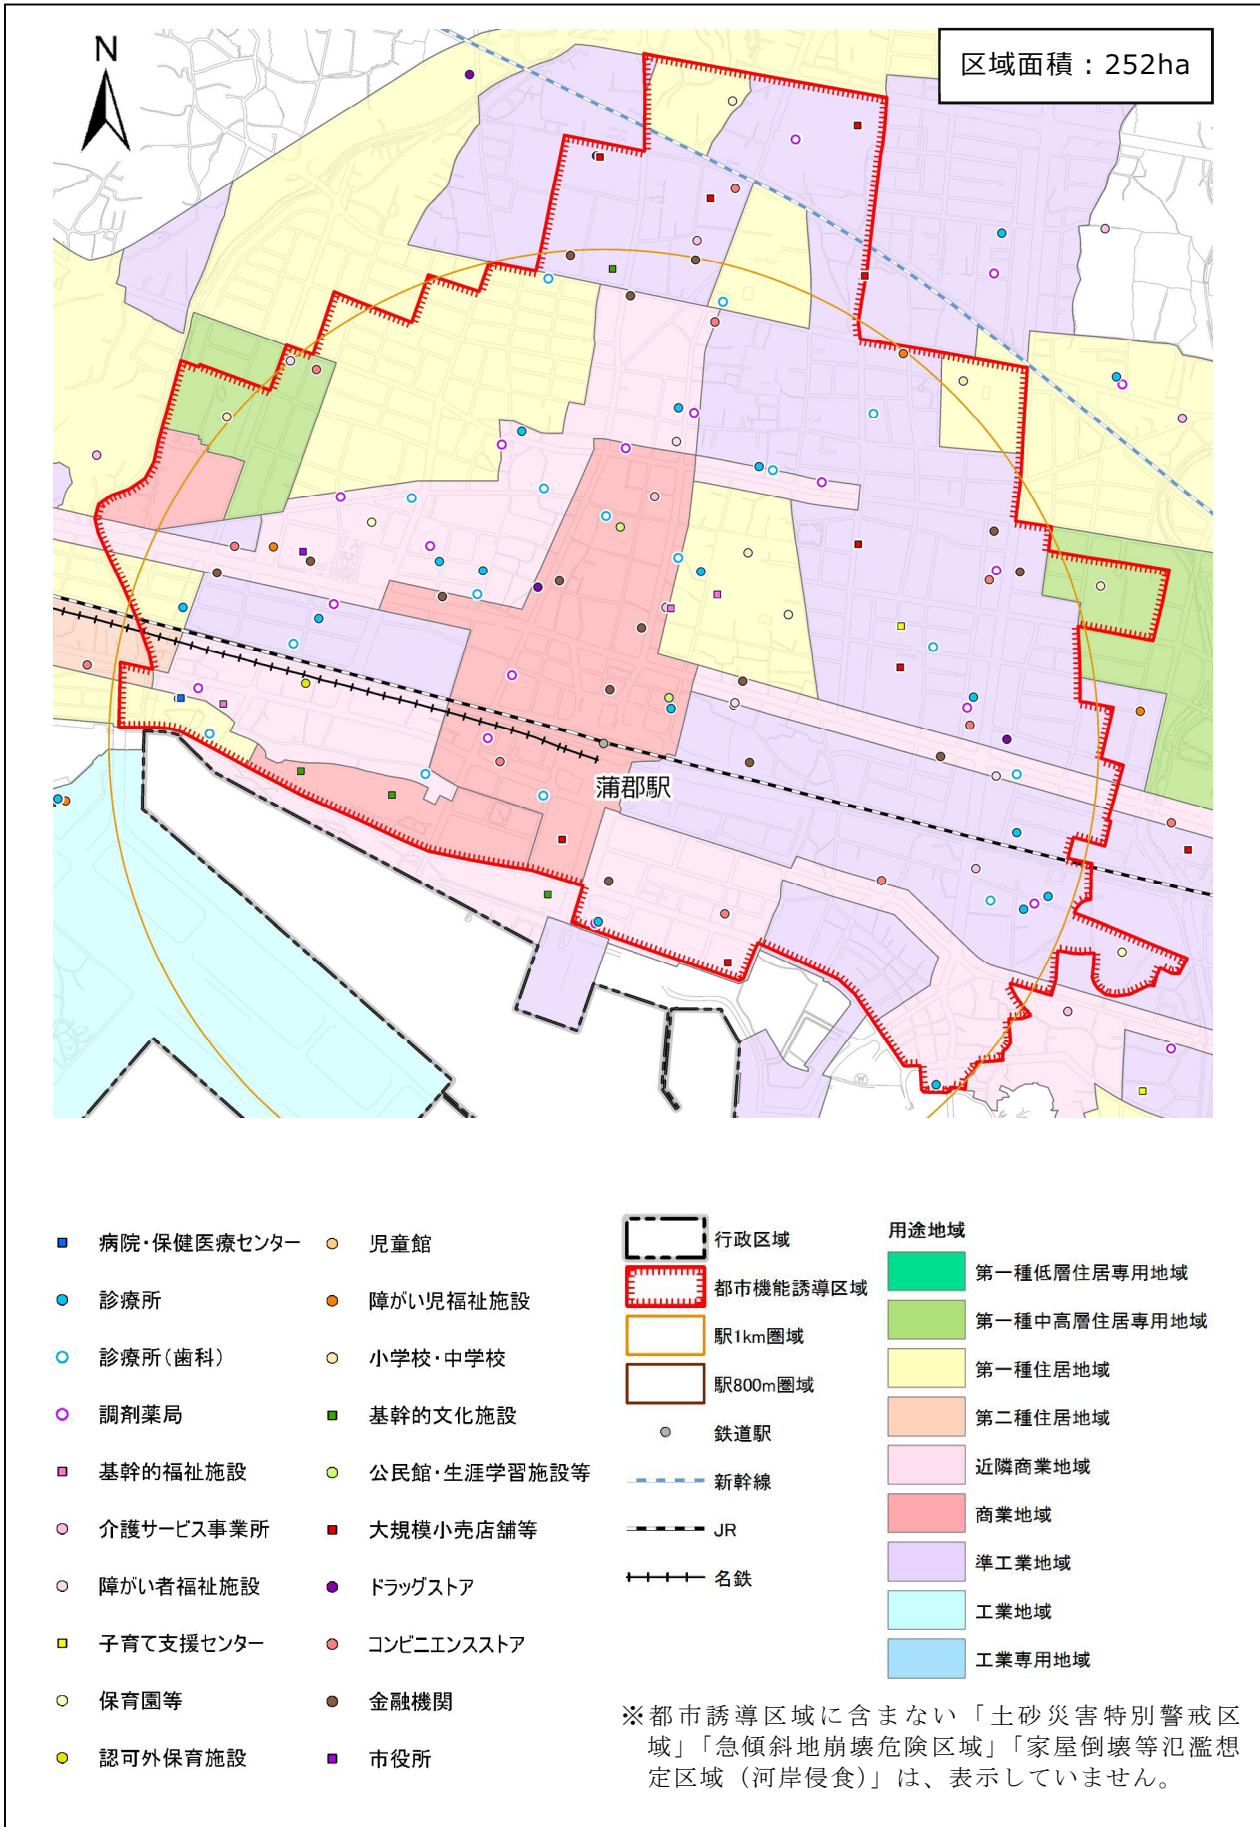 N
区域面積：252ha
蒲郡駅
病院・保健医療センター
診療所
診療所（歯科）
調剤薬局
基幹的福祉施設
介護サービス事業所
障がい者福祉施設
子育て支援センター
保育園等
認可外保育施設
児童館
障がい児福祉施設
小学校・中学校
基幹的文化施設
公民館・生涯学習施設等
大規模小売店舗等
ドラッグストア
コンビニエンスストア
金融機関
市役所
行政区域
都市機能誘導区域
駅1km圏域
駅800m圏域
鉄道駅
新幹線
JR
名鉄
用途地域
第一種低層住居専用地域
第一種中高層住居専用地域
第一種住居地域
第二種住居地域
近隣商業地域
商業地域
準工業地域
工業地域
工業専用地域
※都市誘導区域に含まない「土砂災害特別警戒区
域」「急傾斜地崩壊危険区域」「家屋倒壊等氾濫想
定区域（河岸侵食）」は、表示していません。